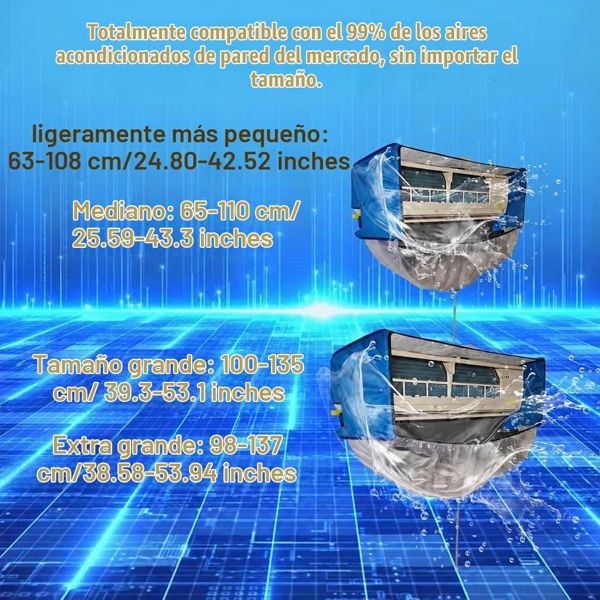 Totalmente compatible con el 99% de los aires
acondicionados de pared del mercado, sin importar el
tamaño.
ligeramente más pequeño:
63-108 cm/24.80-42.52 inches
Mediano: 65-110 cm/
25.59-43.3 inches
Tamaño grande: 100-135
cm/ 39.3-53.1 inches
Extra grande: 98-137
cm/38.58-53.94 inches